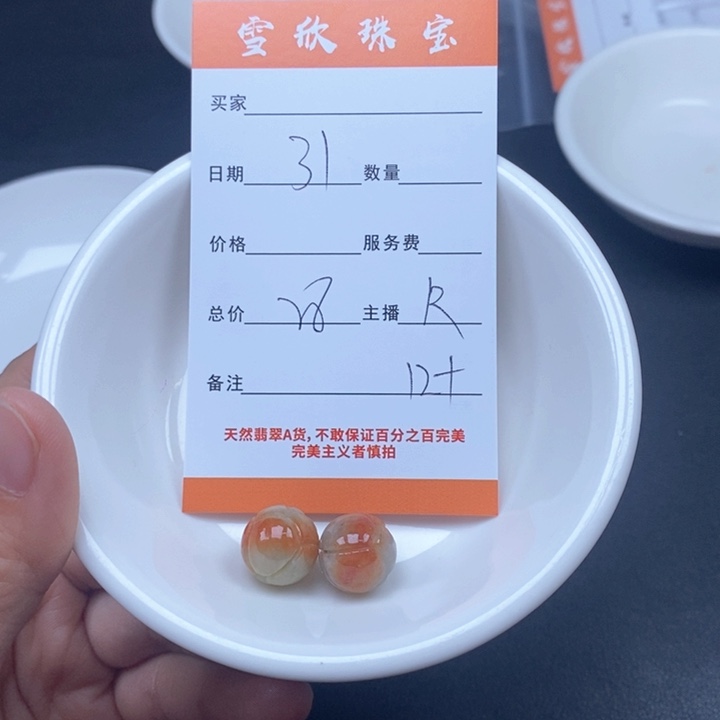 雪欣珠宝
买家
日期 31 数量
价格 服务费
总价 主播 R
备注 12+
天然翡翠A货,不敢保证百分之百完美
完美主义者慎拍